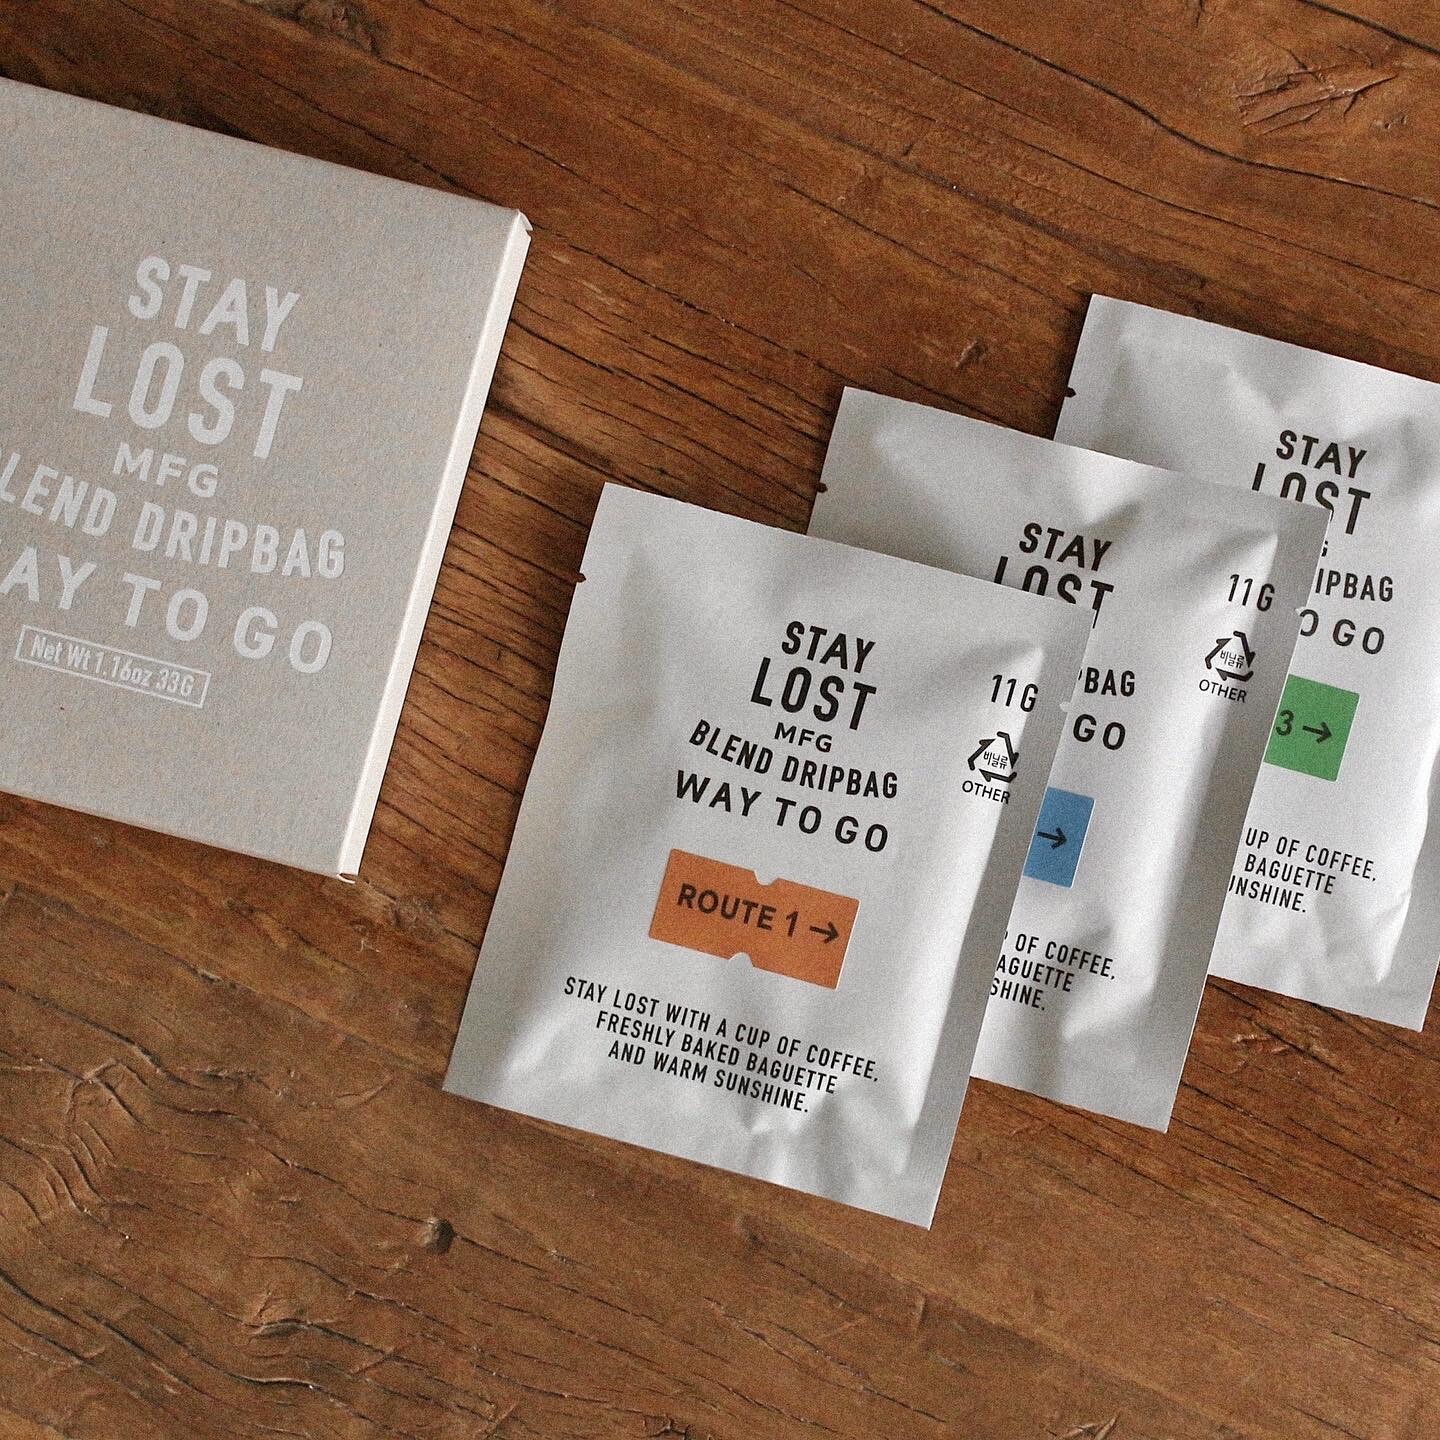 STAY
LOST
MFG
LEND DRIPBAG
AY TO GO
Net Wt 1.16oz 33G
STAY
LOST
MFG
BLEND DRIPBAG
WAY TO GO
11G
비닐류
OTHER
ROUTE 1 →
STAY LOST WITH A CUP OF COFFEE,
FRESHLY BAKED BAGUETTE
AND WARM SUNSHINE.
STAY
LOST
PBAG
GO
11G
비닐류
OTHER
→
OF COFFEE,
AGUETTE
SHINE.
STAY
LOST
G
IPBAG
O GO
3 →
UP OF COFFEE,
BAGUETTE
UNSHINE.